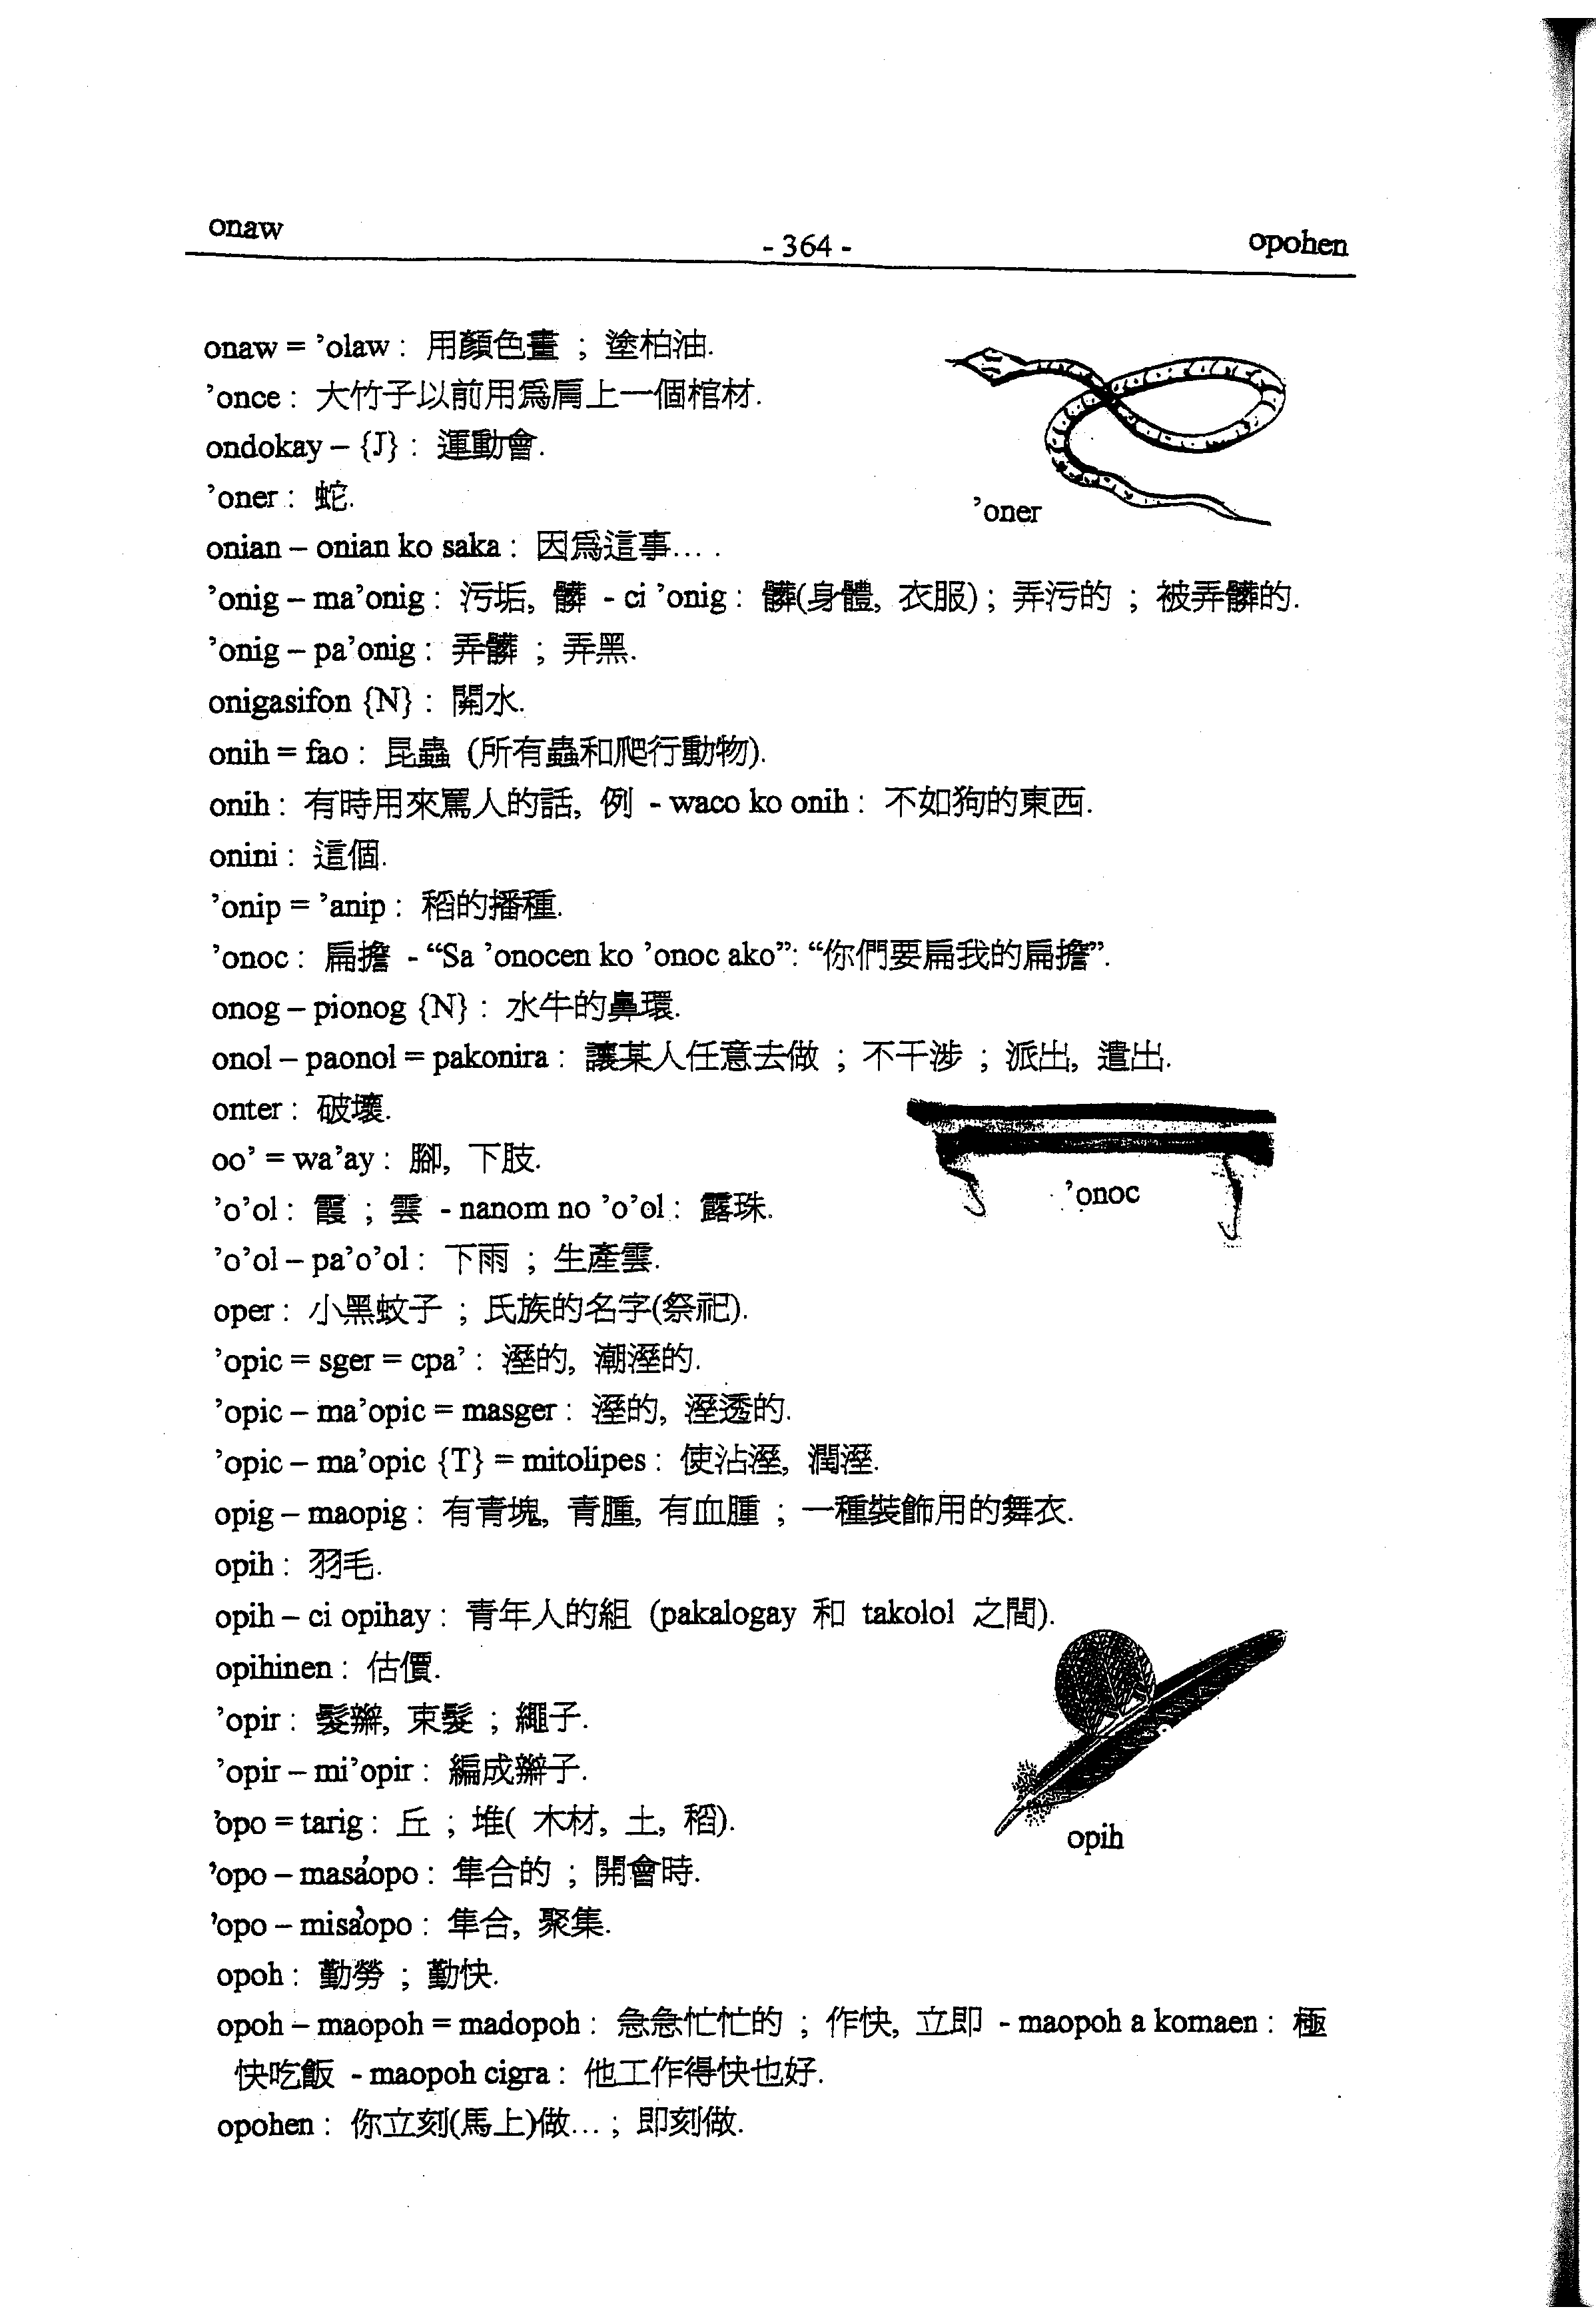 onaw
- 364 -
opohen
onaw = ’olaw : 用顏色畫 ; 塗柏油.
’once : 大竹子以前用爲肩上一個棺材.
ondokay – {J} : 運動會.
’oner : 蛇.
’oner
onian – onian ko saka : 因爲這事... .
’onig – ma’onig : 污垢, 髒 - ci ’onig : 髒(身體, 衣服) ; 弄污的 ; 被弄髒的.
’onig – pa’onig : 弄髒 ; 弄黑.
onigasifon {N} : 開水.
onih = fao : 昆蟲 (所有蟲和爬行動物).
onih : 有時用來罵人的話, 例 - waco ko onih : 不如狗的東西.
onini : 這個.
’onip = ’anip : 稻的播種.
’onoc : 扁擔 - “Sa ’onocen ko ’onoc ako”: “你們要扁我的扁擔”.
onog – pionog {N} : 水牛的鼻環.
onol – paonol = pakonira : 讓某人任意去做 ; 不干涉 ; 派出, 遣出.
onter : 破壞.
oo’ = wa’ay : 腳, 下肢.
’onoc
’o’ol : 霞 ; 雲 - nanom no ’o’ol : 露珠.
’o’ol – pa’o’ol : 下雨 ; 生產雲.
oper : 小黑蚊子 ; 氏族的名字(祭祀).
’opic = sger = cpa’ : 溼的, 潮溼的.
’opic – ma’opic = masger : 溼的, 溼透的.
’opic – ma’opic {T} = mitolipes : 使沾溼, 潤溼.
opig – maopig : 有青塊, 青腫, 有血腫 ; 一種裝飾用的舞衣.
opih : 羽毛.
opih – ci opihay : 青年人的組 (pakalogay 和 takolol 之間).
opihinen : 估價.
’opir : 髮辮, 束髮 ; 繩子.
’opir – mi’opir : 編成辮子.
’opo = tarig : 丘 ; 堆( 木材, 土, 稻).
opih
’opo – masa’opo : 隼合的 ; 開會時.
’opo – misa’opo : 隼合, 聚集.
opoh : 勤勞 ; 勤快.
opoh – maopoh = madopoh : 急急忙忙的 ; 作快, 立即 - maopoh a komaen : 極
快吃飯 - maopoh cigra : 他工作得快也好.
opohen : 你立刻(馬上)做... ; 即刻做.